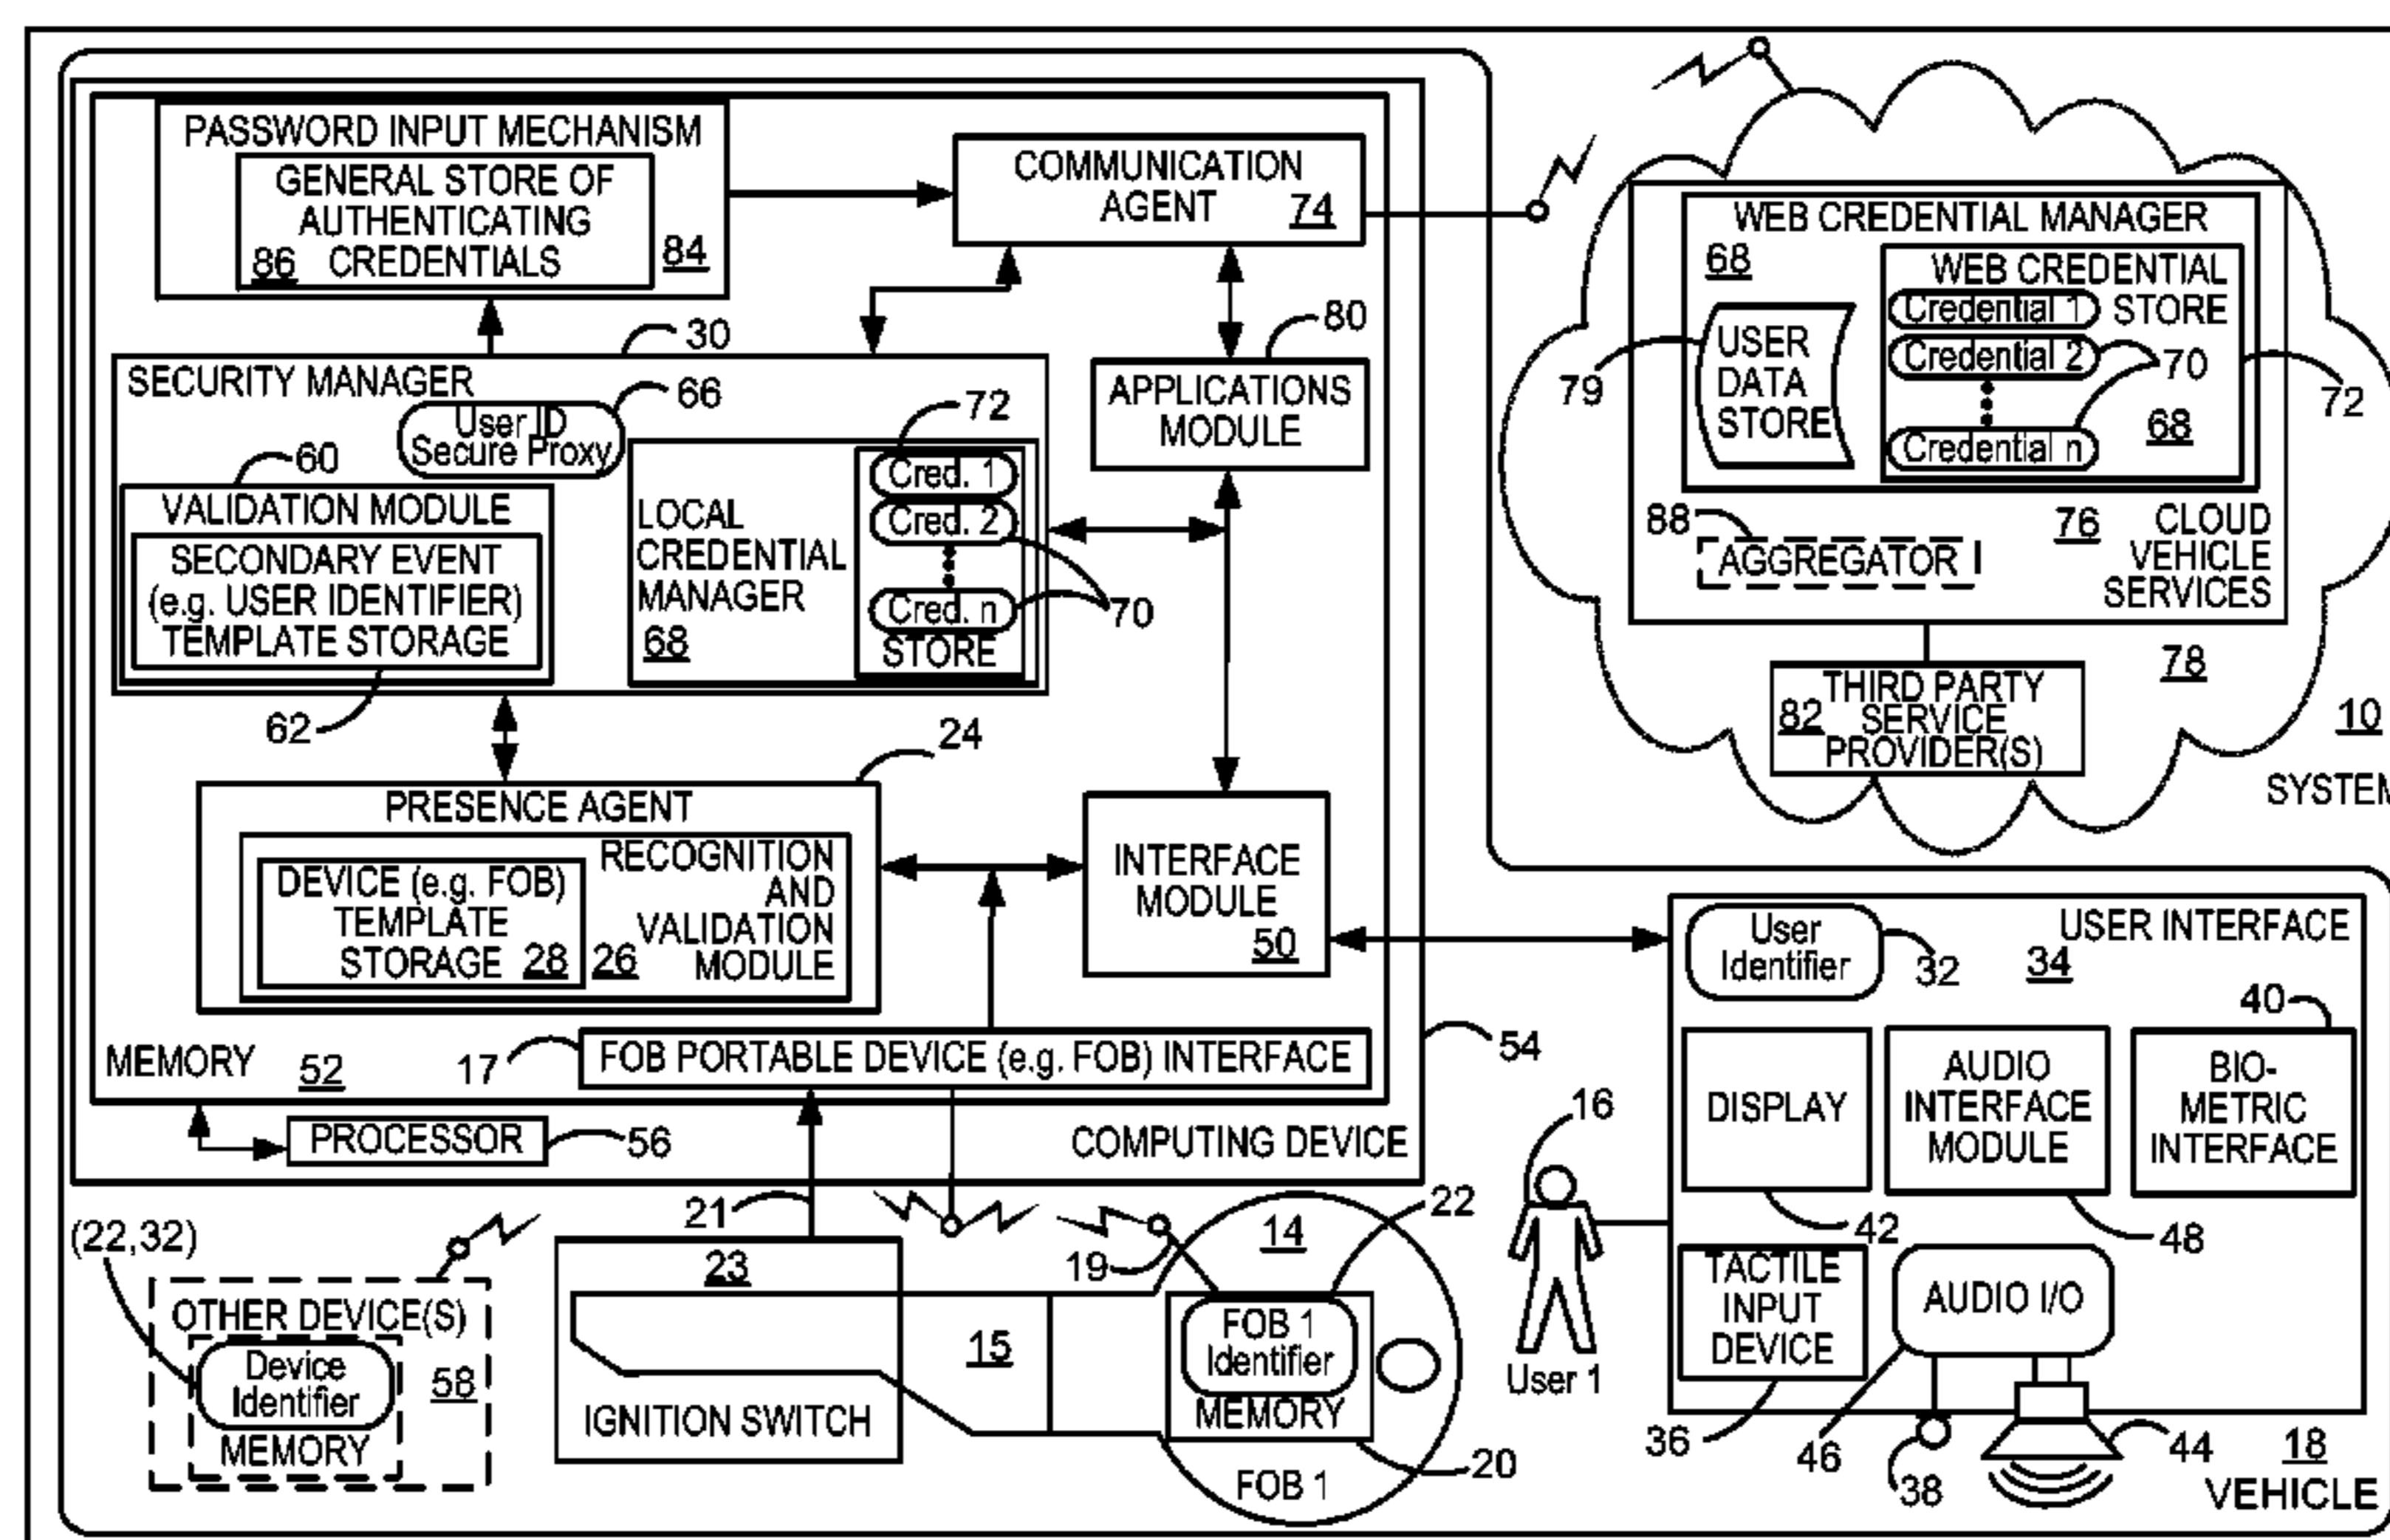 PASSWORD INPUT MECHANISM
GENERAL STORE OF
AUTHENTICATING
CREDENTIALS
86
84
COMMUNICATION
AGENT
74
30
SECURITY MANAGER
66
User ID
Secure Proxy
60
VALIDATION MODULE
SECONDARY EVENT
(e.g. USER IDENTIFIER)
TEMPLATE STORAGE
62
LOCAL
CREDENTIAL
MANAGER
68
72
Cred. 1
Cred. 2
Cred. n
STORE
70
80
APPLICATIONS
MODULE
24
PRESENCE AGENT
RECOGNITION
AND
VALIDATION
MODULE
26
DEVICE (e.g. FOB)
TEMPLATE
STORAGE
28
INTERFACE
MODULE
50
MEMORY
52
17
FOB PORTABLE DEVICE (e.g. FOB) INTERFACE
54
PROCESSOR
56
COMPUTING DEVICE
WEB CREDENTIAL MANAGER
68
WEB CREDENTIAL
STORE
Credential 1
Credential 2
Credential n
70
68
72
79
USER
DATA
STORE
88
AGGREGATOR
76
CLOUD
VEHICLE
SERVICES
78
THIRD PARTY
SERVICE
PROVIDER(S)
82
10
SYSTEM
User
Identifier
32
USER INTERFACE
34
40
DISPLAY
42
AUDIO
INTERFACE
MODULE
48
BIO-
METRIC
INTERFACE
TACTILE
INPUT
DEVICE
36
AUDIO I/O
46
38
44
18
VEHICLE
16
User 1
(22,32)
OTHER DEVICE(S)
Device
Identifier
58
MEMORY
21
23
IGNITION SWITCH
15
19
14
22
FOB 1
Identifier
MEMORY
20
FOB 1